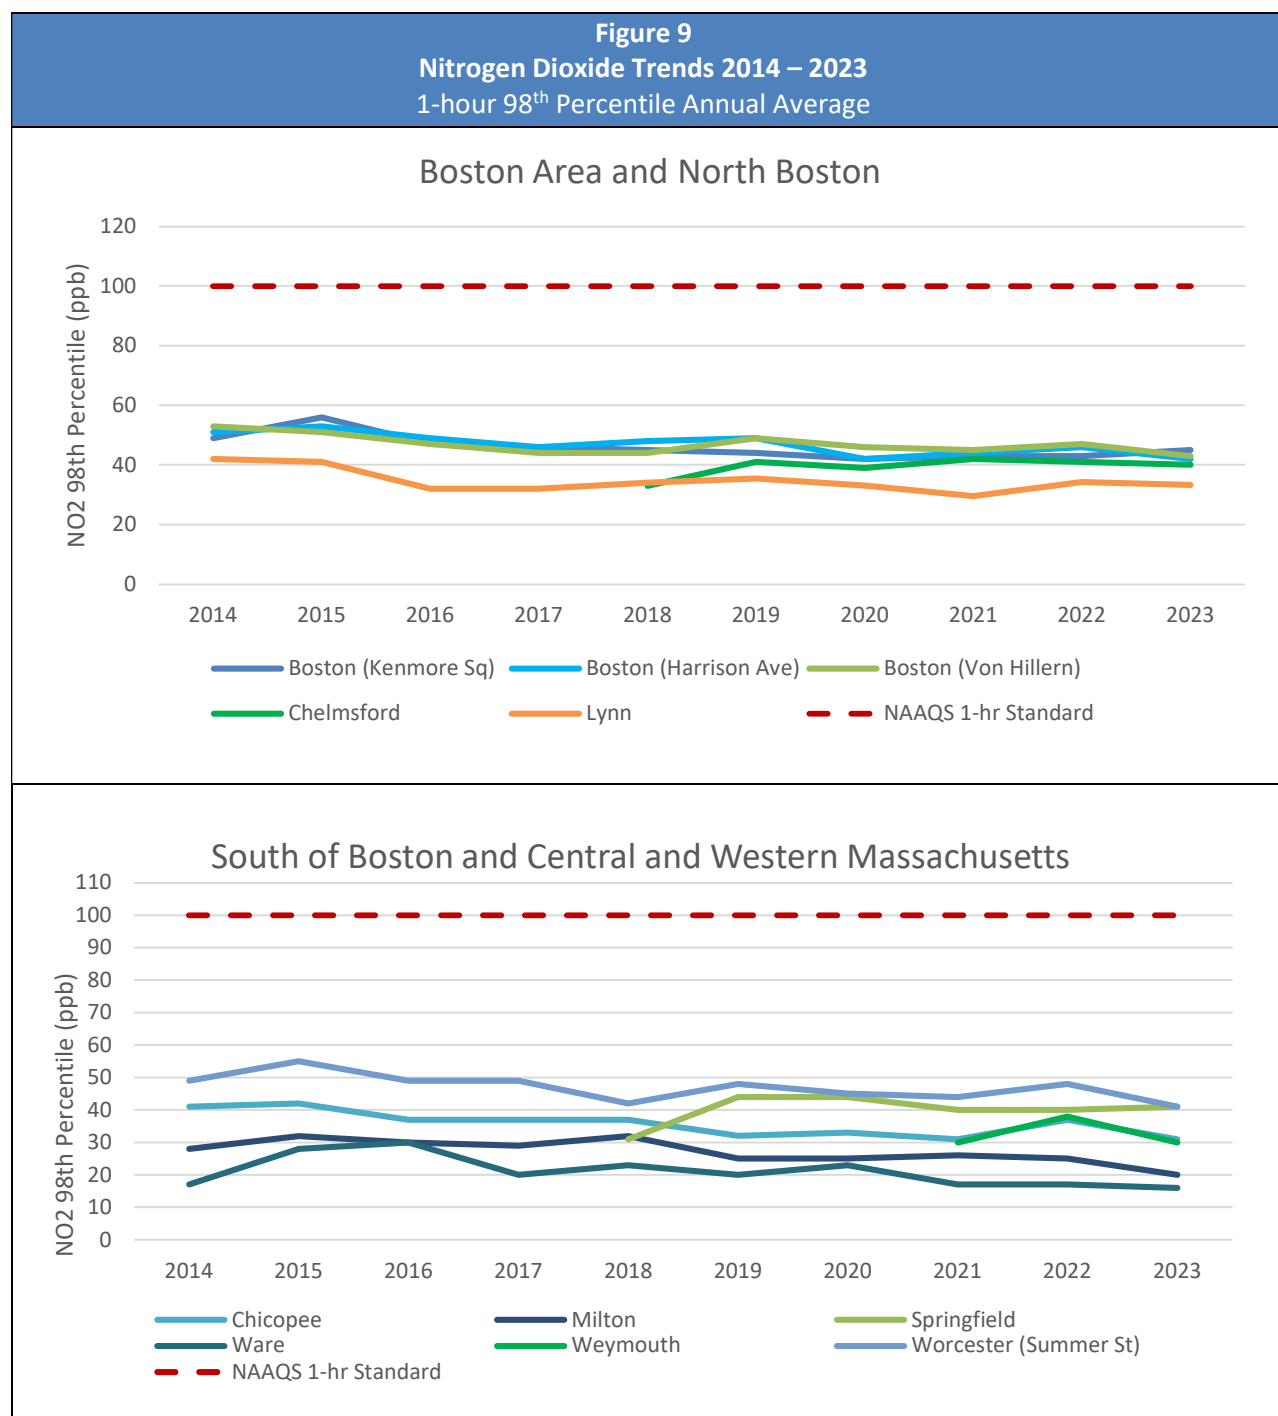 Figure 9
Nitrogen Dioxide Trends 2014 – 2023
1-hour 98th Percentile Annual Average
Boston Area and North Boston
120
100
80
60
40
20
0
NO2 98th Percentile (ppb)
2014 2015 2016 2017 2018 2019 2020 2021 2022 2023
Boston (Kenmore Sq) Boston (Harrison Ave) Boston (Von Hillern)
Chelmsford Lynn NAAQS 1-hr Standard
South of Boston and Central and Western Massachusetts
110
100
90
80
70
60
50
40
30
20
10
0
NO2 98th Percentile (ppb)
2014 2015 2016 2017 2018 2019 2020 2021 2022 2023
Chicopee Milton Springfield
Ware Weymouth Worcester (Summer St)
NAAQS 1-hr Standard